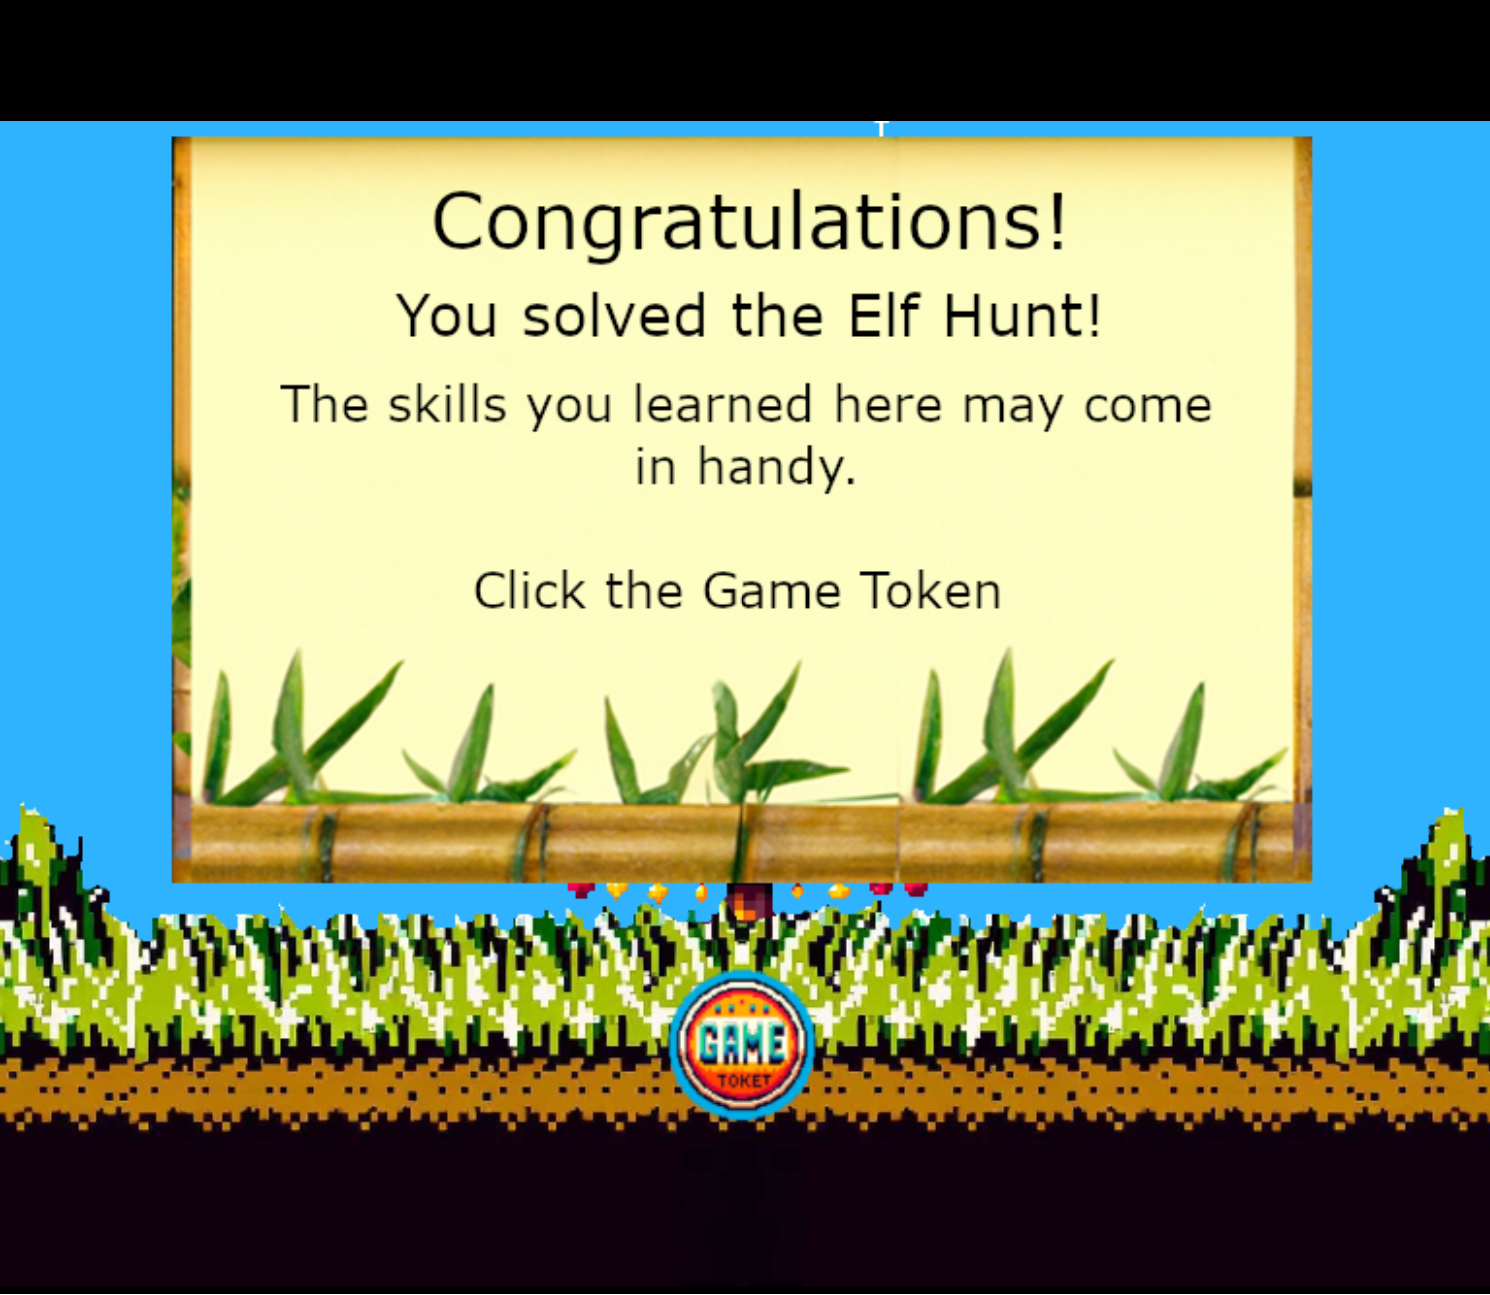 Congratulations!
You solved the Elf Hunt!
The skills you learned here may come
in handy.
Click the Game Token
GAME
TOKET